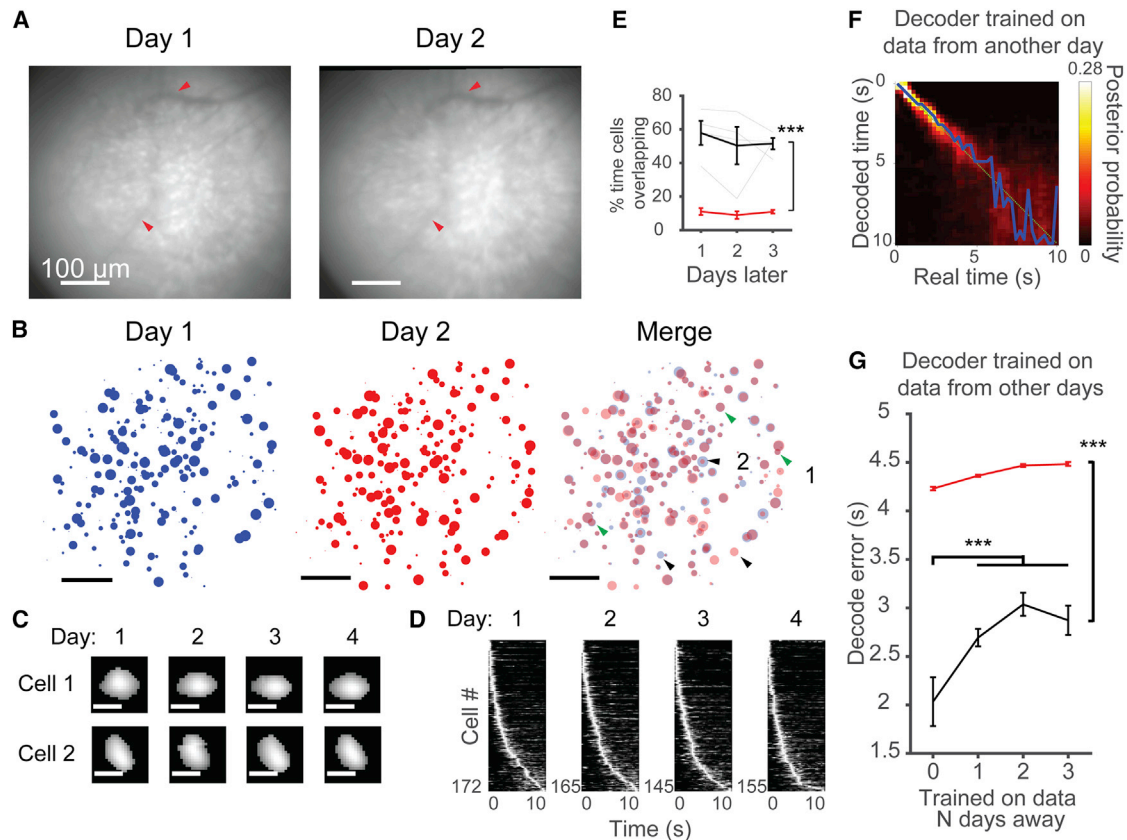 A
Day 1
Day 2
100 µm
B
Day 1
Day 2
Merge
2
1
C
Day: 1 2 3 4
Cell 1
Cell 2
D
Day: 1 2 3 4
Cell #
172 165 145 155
0 10 0 10 0 10 0 10
Time (s)
E
% time cells
overlapping
80
60
40
20
0
***
1 2 3
Days later
F
Decoder trained on
data from another day
Decoded time (s)
0
5
10
0 5 10
Real time (s)
0.28
0
Posterior probability
G
Decoder trained on
data from other days
Decode error (s)
5
4.5
4
3.5
3
2.5
2
1.5
***
***
0 1 2 3
Trained on data
N days away